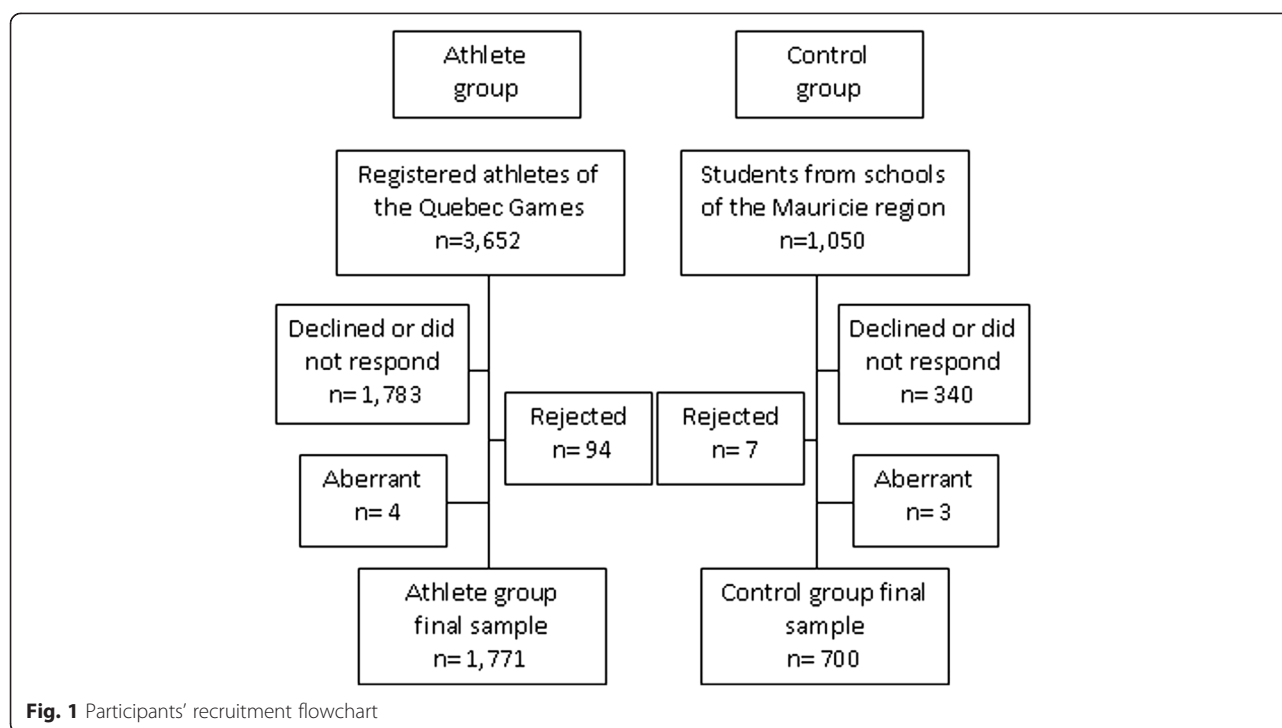 Athlete
group
Control
group
Registered athletes of
the Quebec Games
n=3,652
Students from schools
of the Mauricie region
n=1,050
Declined or did
not respond
n= 1,783
Declined or did
not respond
n= 340
Rejected
n= 94
Rejected
n= 7
Aberrant
n= 4
Aberrant
n= 3
Athlete group
final sample
n= 1,771
Control group final
sample
n= 700
Fig. 1 Participants’ recruitment flowchart